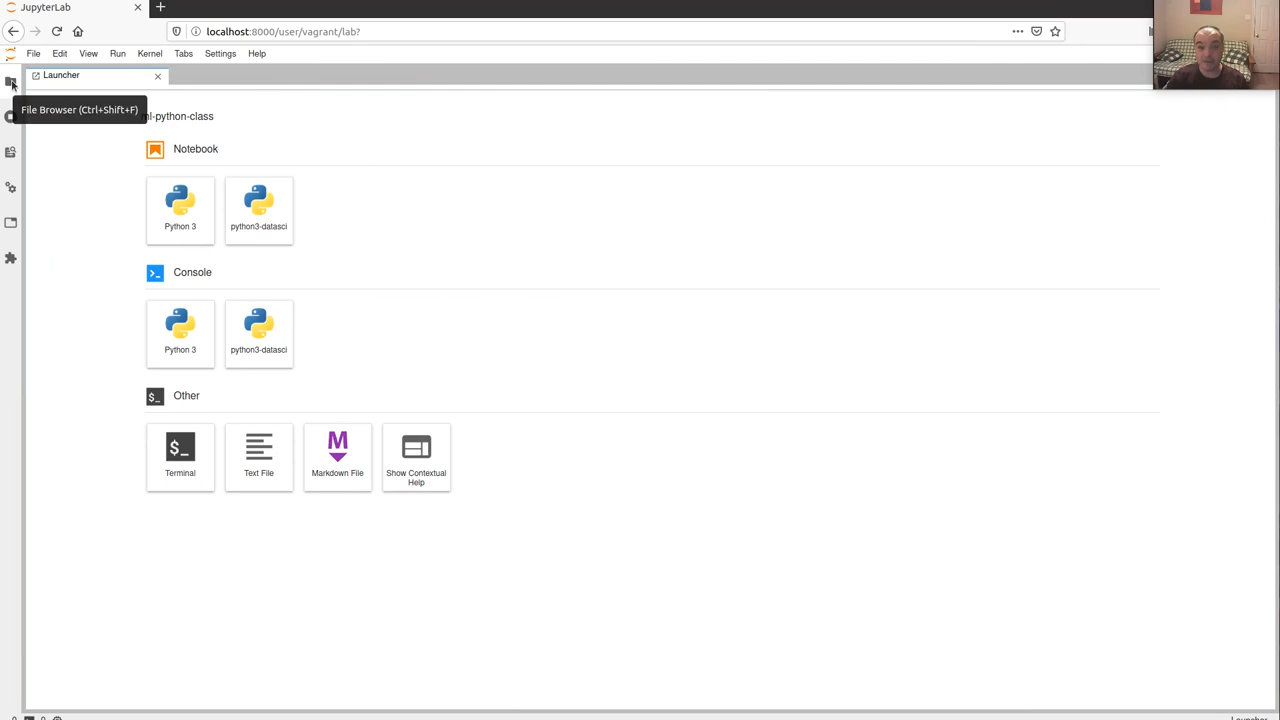 JupyterLab
localhost:8000/user/vagrant/lab?
File Edit View Run Kernel Tabs Settings Help
Launcher
File Browser (Ctrl+Shift+F)
ml-python-class
Notebook
Python 3
python3-datasci
Console
Python 3
python3-datasci
Other
$_
Terminal
Text File
Markdown File
Show Contextual
Help